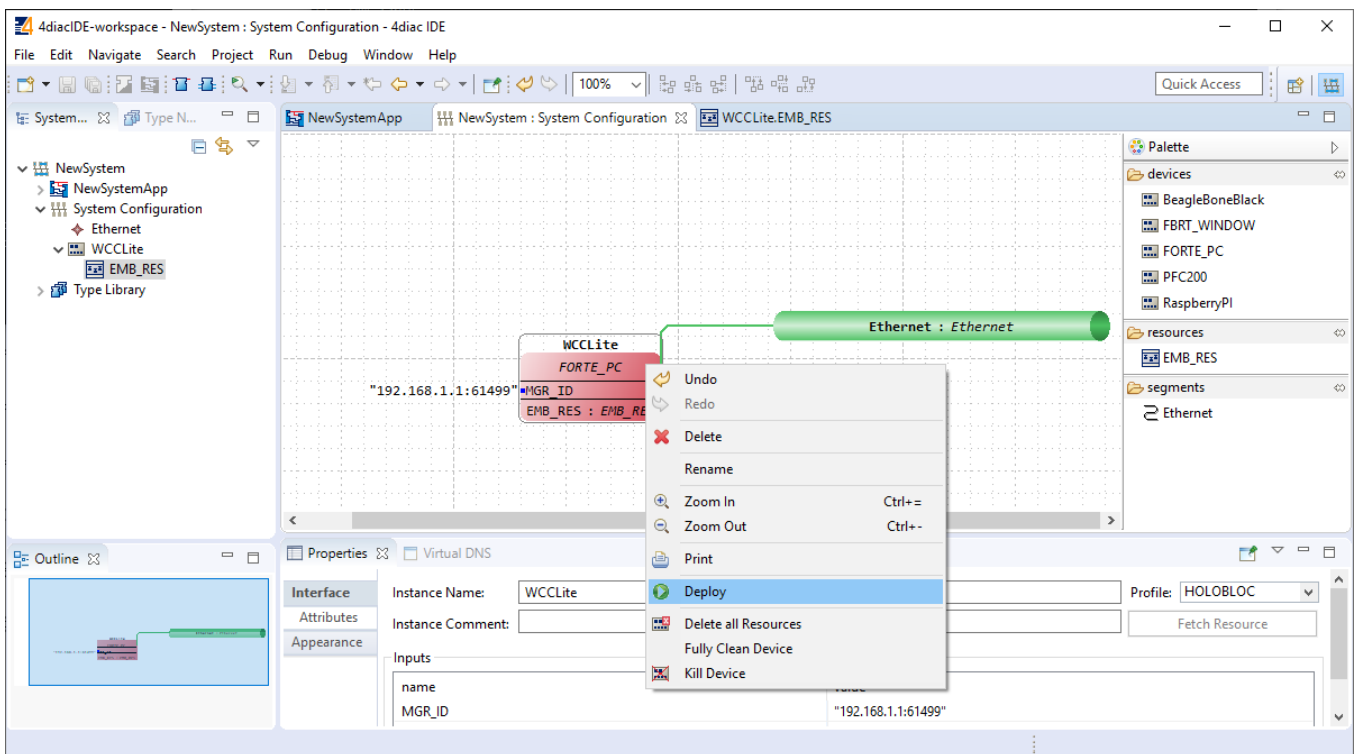 4diacIDE-workspace - NewSystem : System Configuration - 4diac IDE
File Edit Navigate Search Project Run Debug Window Help
100%
Quick Access
System...
Type N...
NewSystem
NewSystemApp
System Configuration
Ethernet
WCCLite
EMB_RES
Type Library
NewSystemApp
NewSystem : System Configuration
WCCLite.EMB_RES
Ethernet : Ethernet
WCCLite
FORTE_PC
"192.168.1.1:61499"
MGR_ID
EMB_RES : EMB_RE
Undo
Redo
Delete
Rename
Zoom In Ctrl+=
Zoom Out Ctrl+-
Print
Deploy
Delete all Resources
Fully Clean Device
Kill Device
Palette
devices
BeagleBoneBlack
FBRT_WINDOW
FORTE_PC
PFC200
RaspberryPI
resources
EMB_RES
segments
Ethernet
Outline
Properties
Virtual DNS
Interface
Attributes
Appearance
Instance Name: WCCLite
Profile: HOLOBLOC
Instance Comment:
Fetch Resource
Inputs
name
MGR_ID "192.168.1.1:61499"